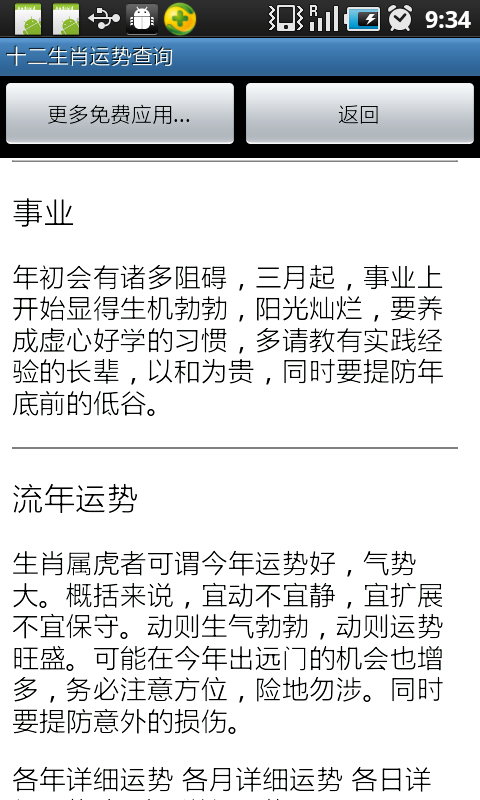 9:34
十二生肖运势查询
更多免费应用... 返回
事业
年初会有诸多阻碍，三月起，事业上
开始显得生机勃勃，阳光灿烂，要养
成虚心好学的习惯，多请教有实践经
验的长辈，以和为贵，同时要提防年
底前的低谷。
流年运势
生肖属虎者可谓今年运势好，气势
大。概括来说，宜动不宜静，宜扩展
不宜保守。动则生气勃勃，动则运势
旺盛。可能在今年出远门的机会也增
多，务必注意方位，险地勿涉。同时
要提防意外的损伤。
各年详细运势 各月详细运势 各日详